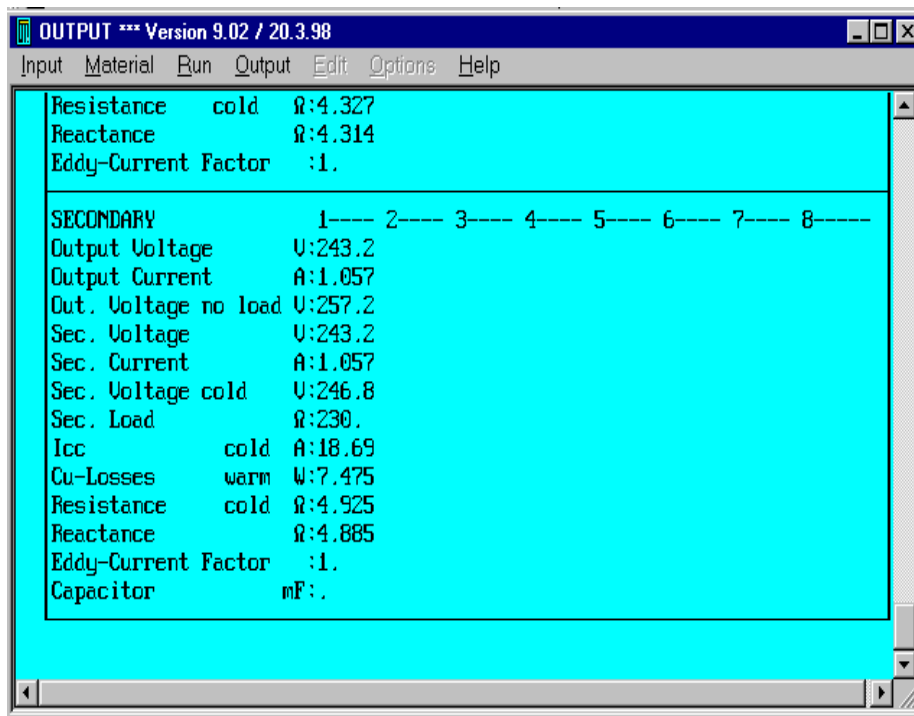 OUTPUT *** Version 9.02 / 20.3.98
Input Material Run Output Edit Options Help
Resistance cold Ω:4.327
Reactance Ω:4.314
Eddy-Current Factor :1.
SECONDARY 1---- 2---- 3---- 4---- 5---- 6---- 7---- 8-----
Output Voltage V:243.2
Output Current A:1.057
Out. Voltage no load V:257.2
Sec. Voltage V:243.2
Sec. Current A:1.057
Sec. Voltage cold V:246.8
Sec. Load Ω:230.
Icc cold A:18.69
Cu-Losses warm W:7.475
Resistance cold Ω:4.925
Reactance Ω:4.885
Eddy-Current Factor :1.
Capacitor mF:.